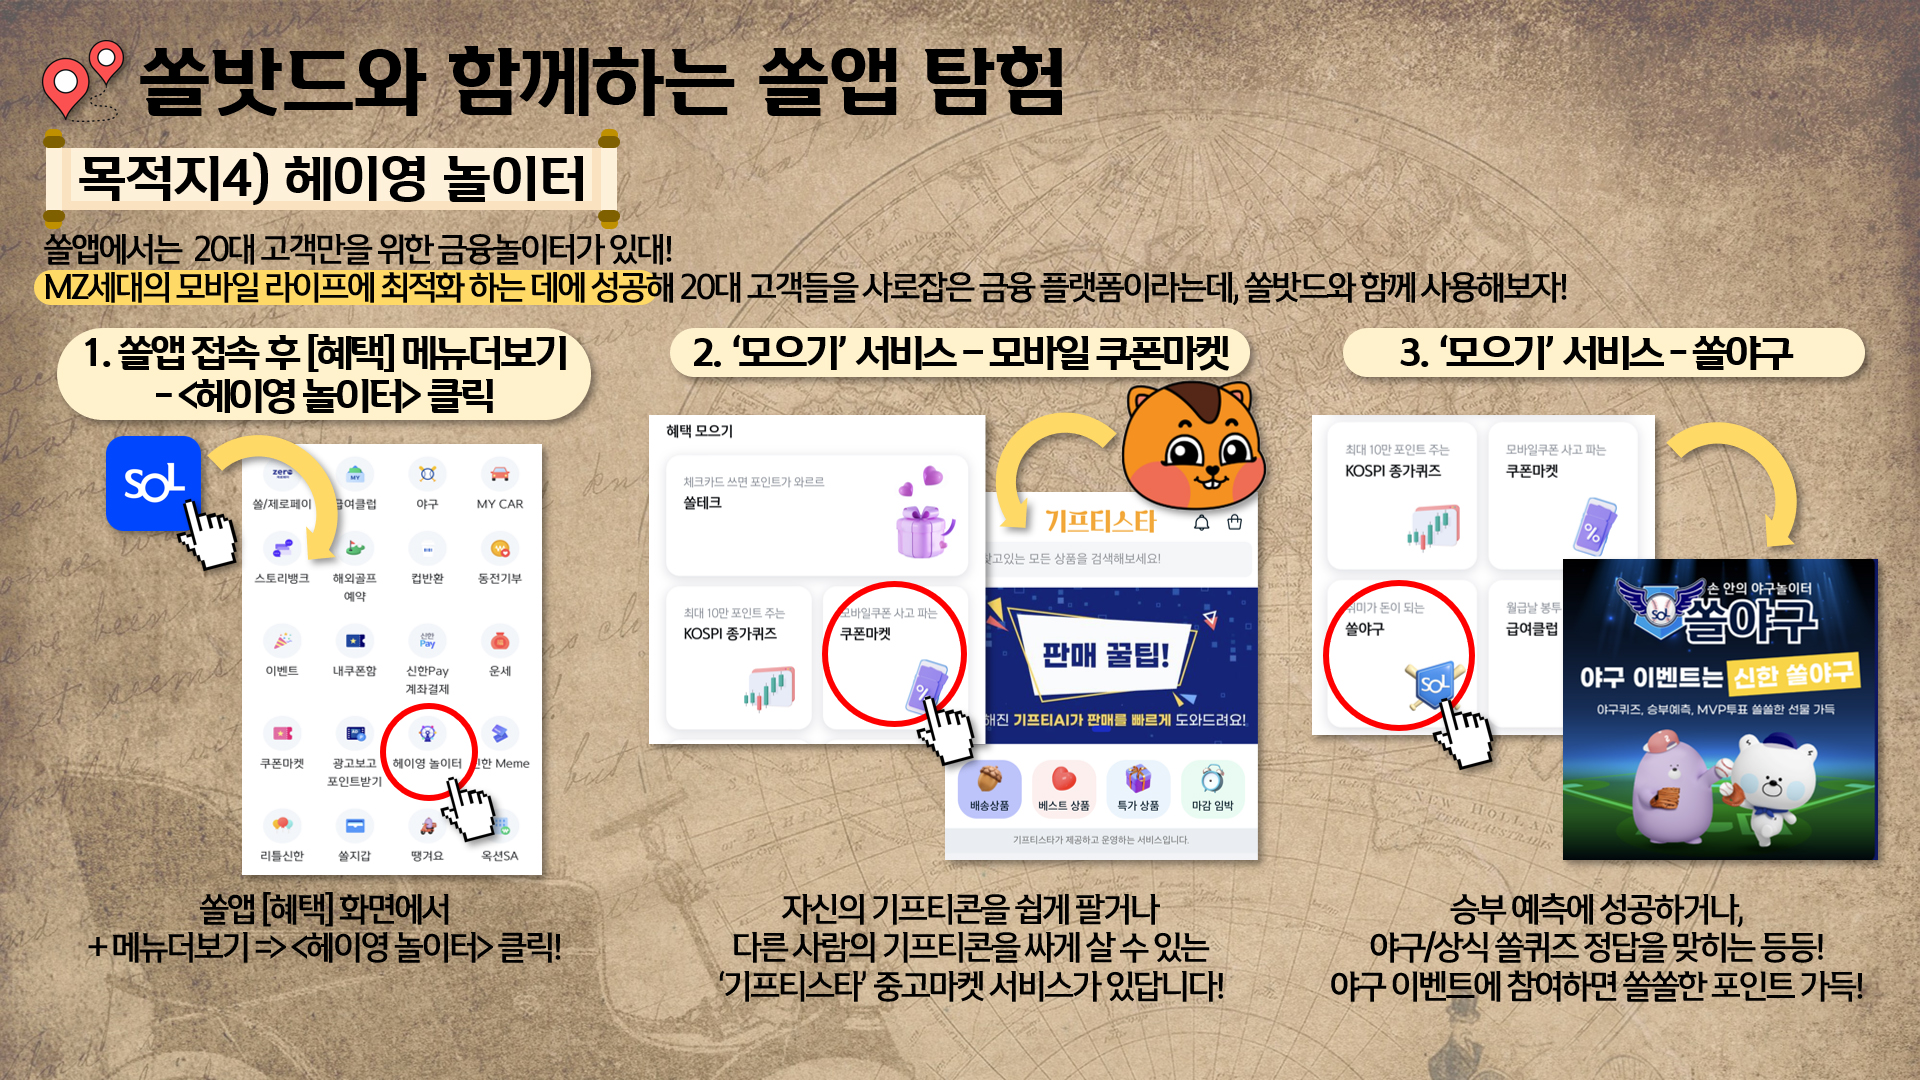 쏠밧드와 함께하는 쏠앱 탐험
목적지4) 헤이영 놀이터
쏠앱에서는 20대 고객만을 위한 금융놀이터가 있대!
MZ세대의 모바일 라이프에 최적화 하는 데에 성공해 20대 고객들을 사로잡은 금융 플랫폼이라는데, 쏠밧드와 함께 사용해보자!
1. 쏠앱 접속 후 [혜택] 메뉴더보기
- <헤이영 놀이터> 클릭
SOL
zero
MY
쏠/제로페이 급여클럽 야구 MY CAR
스토리뱅크 해외골프 예약 컵반환 동전기부
신한 Pay
이벤트 내쿠폰함 신한Pay 계좌결제 운세
쿠폰마켓 광고보고 포인트받기 헤이영 놀이터 신한 Meme
리틀신한 쏠지갑 땡겨요 옥션SA
쏠앱 [혜택] 화면에서
+ 메뉴더보기 => <헤이영 놀이터> 클릭!
2. ‘모으기’ 서비스 – 모바일 쿠폰마켓
혜택 모으기
체크카드 쓰면 포인트가 와르르
쏠테크
최대 10만 포인트 주는
KOSPI 종가퀴즈
모바일쿠폰 사고 파는
쿠폰마켓
%
기프티스타
찾고있는 모든 상품을 검색해보세요!
판매 꿀팁!
해진 기프티AI가 판매를 빠르게 도와드려요!
배송상품 베스트 상품 특가 상품 마감 임박
기프티스타가 제공하고 운영하는 서비스입니다.
자신의 기프티콘을 쉽게 팔거나
다른 사람의 기프티콘을 싸게 살 수 있는
‘기프티스타’ 중고마켓 서비스가 있답니다!
3. ‘모으기’ 서비스 - 쏠야구
최대 10만 포인트 주는
KOSPI 종가퀴즈
모바일쿠폰 사고 파는
쿠폰마켓
%
취미가 돈이 되는
쏠야구
SOL
월급날 봉투
급여클럽
손 안의 야구놀이터
SOL
쏠야구
야구 이벤트는 신한 쏠야구
야구퀴즈, 승부예측, MVP투표 쏠쏠한 선물 가득
승부 예측에 성공하거나,
야구/상식 쏠퀴즈 정답을 맞히는 등등!
야구 이벤트에 참여하면 쏠쏠한 포인트 가득!